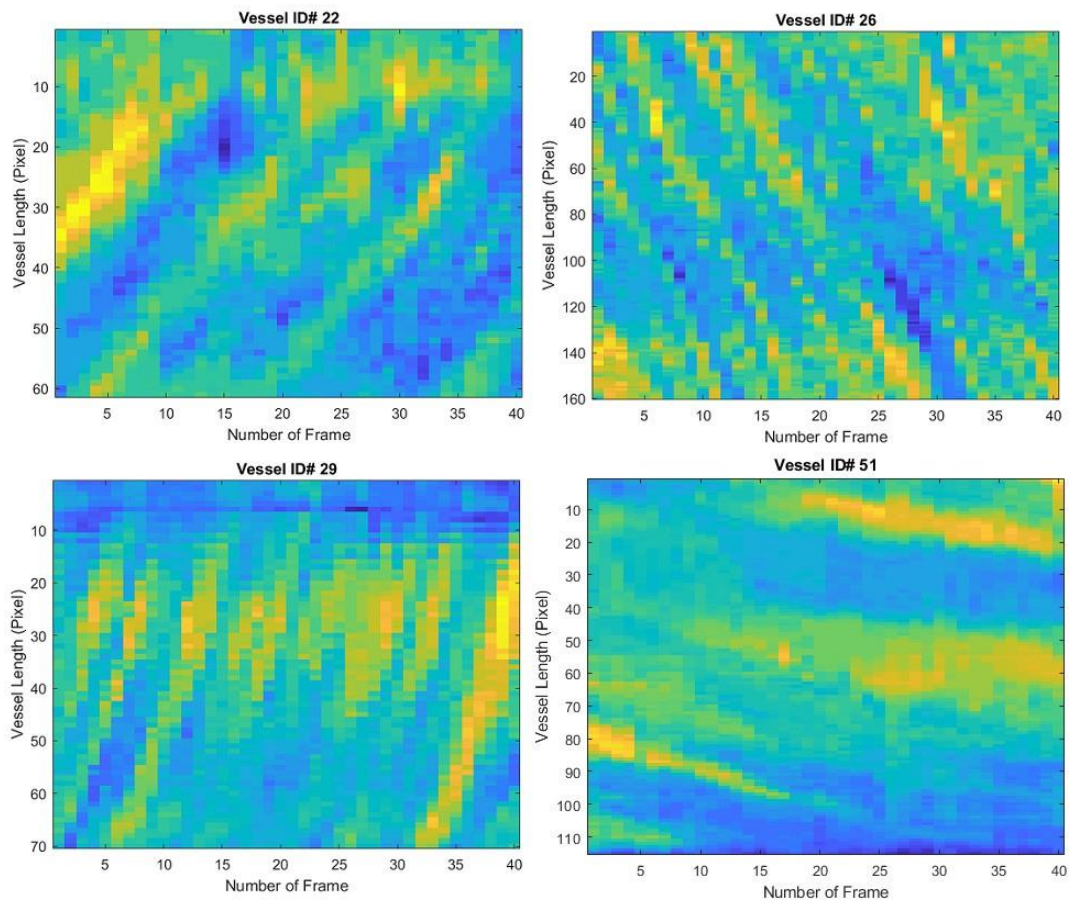 Vessel ID# 22
Vessel Length (Pixel)
10
20
30
40
50
60
5 10 15 20 25 30 35 40
Number of Frame
Vessel ID# 26
Vessel Length (Pixel)
20
40
60
80
100
120
140
160
5 10 15 20 25 30 35 40
Number of Frame
Vessel ID# 29
Vessel Length (Pixel)
10
20
30
40
50
60
70
5 10 15 20 25 30 35 40
Number of Frame
Vessel ID# 51
Vessel Length (Pixel)
10
20
30
40
50
60
70
80
90
100
110
5 10 15 20 25 30 35 40
Number of Frame